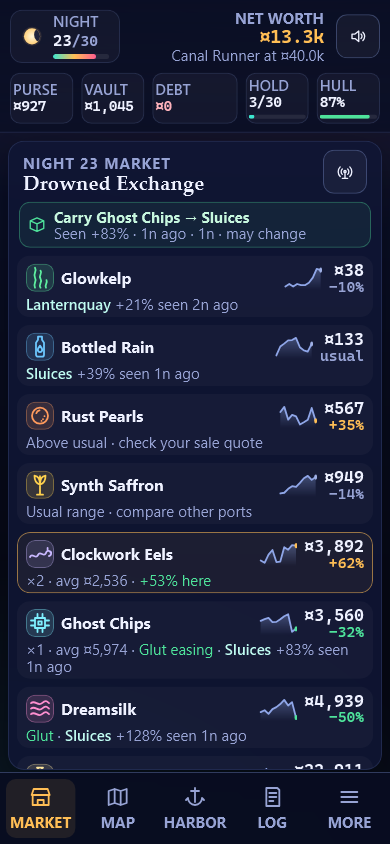 NIGHT
23/30
NET WORTH
¤13.3k
Canal Runner at ¤40.0k
PURSE
¤927
VAULT
¤1,045
DEBT
¤0
HOLD
3/30
HULL
87%
NIGHT 23 MARKET
Drowned Exchange
Carry Ghost Chips → Sluices
Seen +83% · 1n ago · 1n · may change
Glowkelp
¤38
-10%
Lanternquay +21% seen 2n ago
Bottled Rain
¤133
usual
Sluices +39% seen 1n ago
Rust Pearls
¤567
+35%
Above usual · check your sale quote
Synth Saffron
¤949
-14%
Usual range · compare other ports
Clockwork Eels
¤3,892
+62%
×2 · avg ¤2,536 · +53% here
Ghost Chips
¤3,560
-32%
×1 · avg ¤5,974 · Glut easing · Sluices +83% seen
1n ago
Dreamsilk
¤4,939
-50%
Glut · Sluices +128% seen 1n ago
MARKET
MAP
HARBOR
LOG
MORE